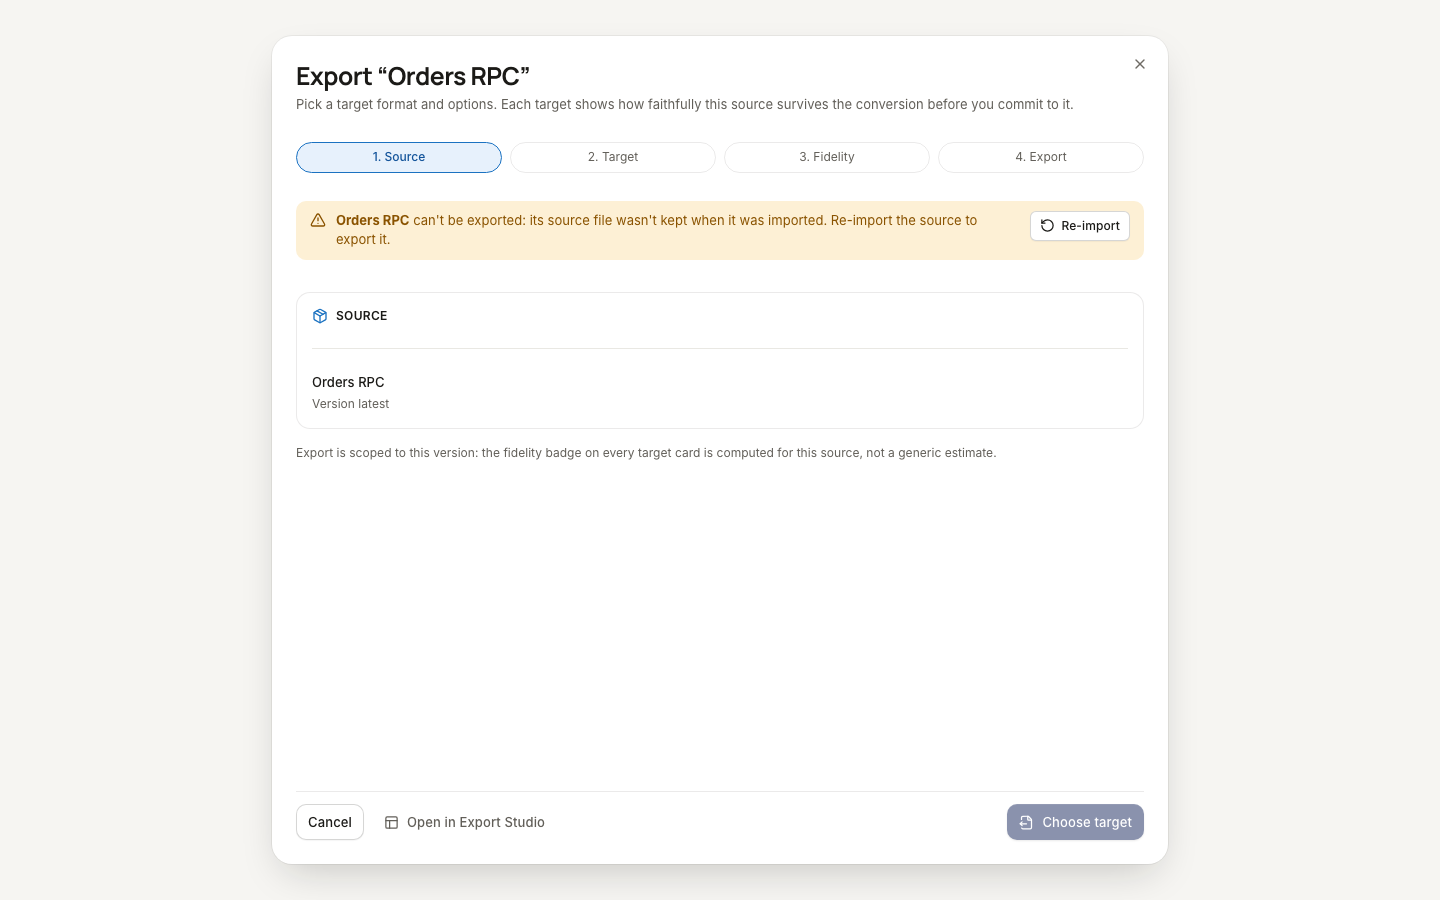 Export “Orders RPC”
Pick a target format and options. Each target shows how faithfully this source survives the conversion before you commit to it.
1. Source
2. Target
3. Fidelity
4. Export
Orders RPC can't be exported: its source file wasn't kept when it was imported. Re-import the source to
export it.
Re-import
SOURCE
Orders RPC
Version latest
Export is scoped to this version: the fidelity badge on every target card is computed for this source, not a generic estimate.
Cancel
Open in Export Studio
Choose target